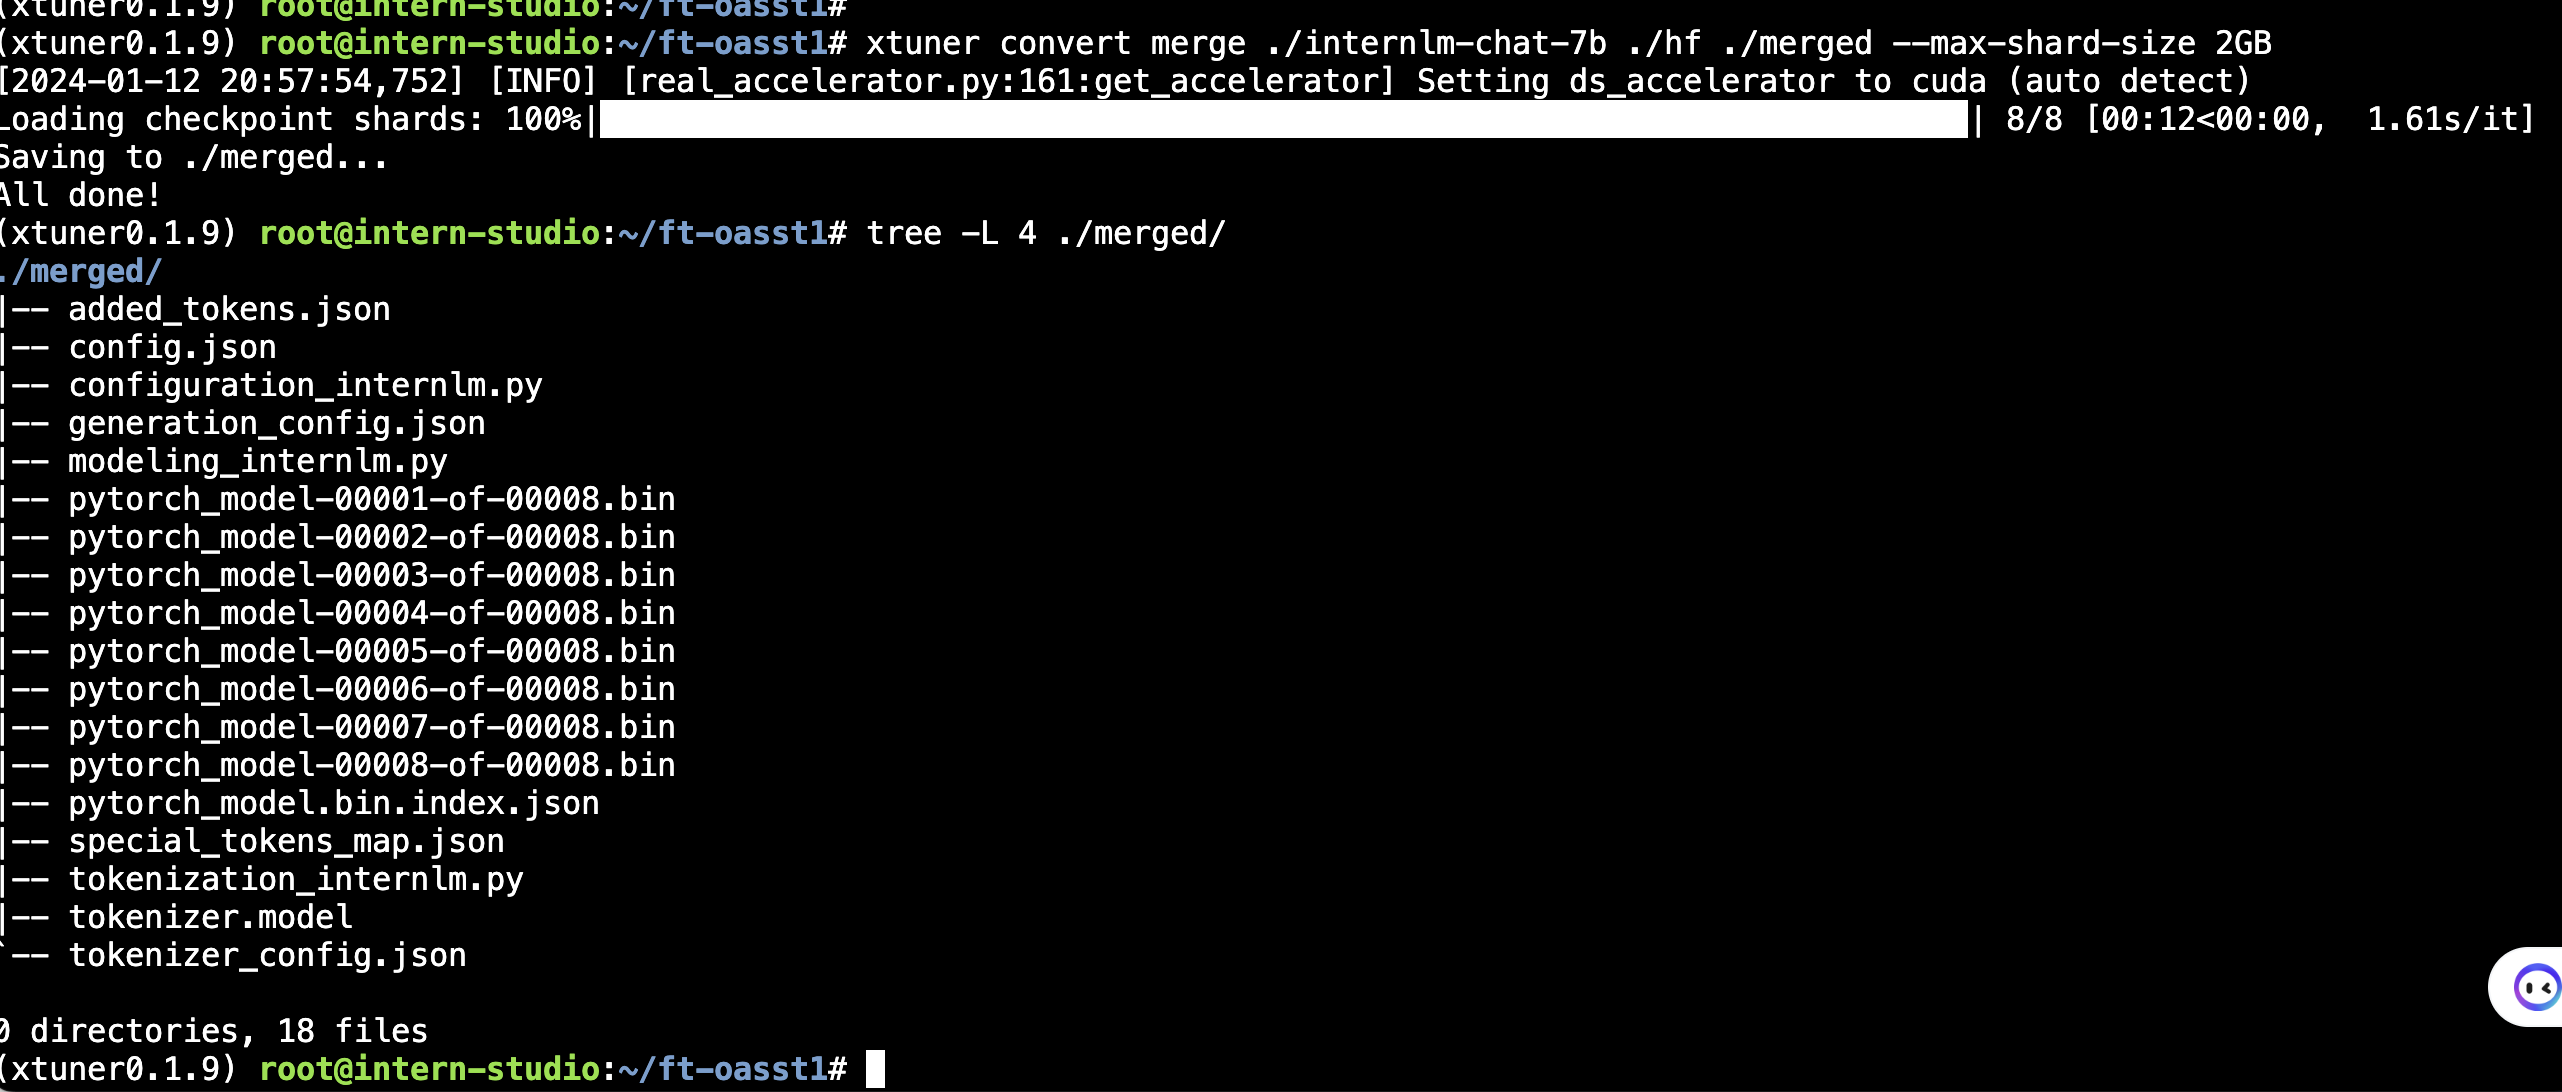 (xtuner0.1.9) root@intern-studio:~/ft-oasst1#
(xtuner0.1.9) root@intern-studio:~/ft-oasst1# xtuner convert merge ./internlm-chat-7b ./hf ./merged --max-shard-size 2GB
[2024-01-12 20:57:54,752] [INFO] [real_accelerator.py:161:get_accelerator] Setting ds_accelerator to cuda (auto detect)
Loading checkpoint shards: 100%| | 8/8 [00:12<00:00, 1.61s/it]
Saving to ./merged...
All done!
(xtuner0.1.9) root@intern-studio:~/ft-oasst1# tree -L 4 ./merged/
./merged/
|-- added_tokens.json
|-- config.json
|-- configuration_internlm.py
|-- generation_config.json
|-- modeling_internlm.py
|-- pytorch_model-00001-of-00008.bin
|-- pytorch_model-00002-of-00008.bin
|-- pytorch_model-00003-of-00008.bin
|-- pytorch_model-00004-of-00008.bin
|-- pytorch_model-00005-of-00008.bin
|-- pytorch_model-00006-of-00008.bin
|-- pytorch_model-00007-of-00008.bin
|-- pytorch_model-00008-of-00008.bin
|-- pytorch_model.bin.index.json
|-- special_tokens_map.json
|-- tokenization_internlm.py
|-- tokenizer.model
`-- tokenizer_config.json
0 directories, 18 files
(xtuner0.1.9) root@intern-studio:~/ft-oasst1#